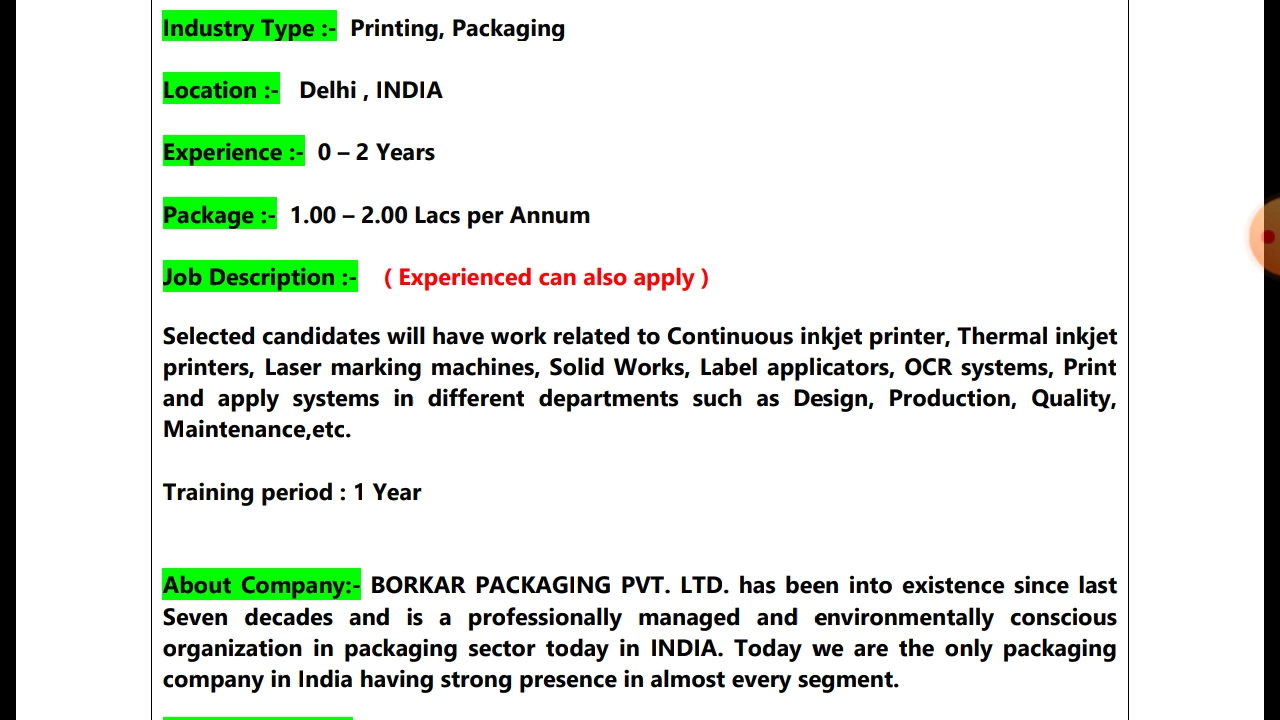 Industry Type :- Printing, Packaging
Location :- Delhi , INDIA
Experience :- 0 – 2 Years
Package :- 1.00 – 2.00 Lacs per Annum
Job Description :- ( Experienced can also apply )
Selected candidates will have work related to Continuous inkjet printer, Thermal inkjet
printers, Laser marking machines, Solid Works, Label applicators, OCR systems, Print
and apply systems in different departments such as Design, Production, Quality,
Maintenance,etc.
Training period : 1 Year
About Company:- BORKAR PACKAGING PVT. LTD. has been into existence since last
Seven decades and is a professionally managed and environmentally conscious
organization in packaging sector today in INDIA. Today we are the only packaging
company in India having strong presence in almost every segment.